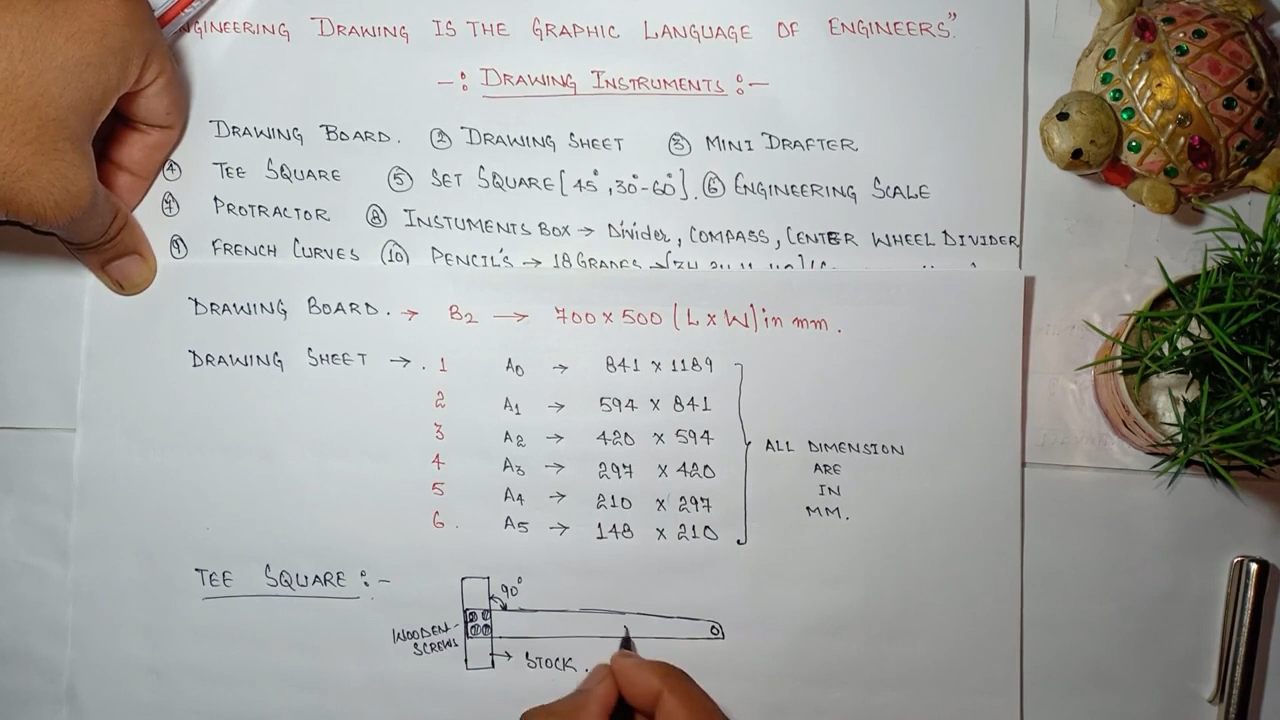 NGINEERING DRAWING IS THE GRAPHIC LANGUAGE OF ENGINEERS."
-: DRAWING INSTRUMENTS :-
DRAWING BOARD. ② DRAWING SHEET ③ MINI DRAFTER
④ TEE SQUARE ⑤ SET SQUARE [45°, 30°-60°]. ⑥ ENGINEERING SCALE
⑦ PROTRACTOR ⑧ INSTUMENTS BOX → Divider, COMPASS, CENTER WHEEL DIVIDER
⑨ FRENCH CURVES ⑩ PENCIL'S → 18 GRADES →
DRAWING BOARD. → B2 → 700 x 500 (L x W) in mm.
DRAWING SHEET → . 1 A0 → 841 x 1189
2 A1 → 594 x 841
3 A2 → 420 x 594
4 A3 → 297 x 420
5 A4 → 210 x 297
6. A5 → 148 x 210
ALL DIMENSION
ARE
IN
MM.
TEE SQUARE :-
90°
WOODEN-
SCREWS
→ STOCK.